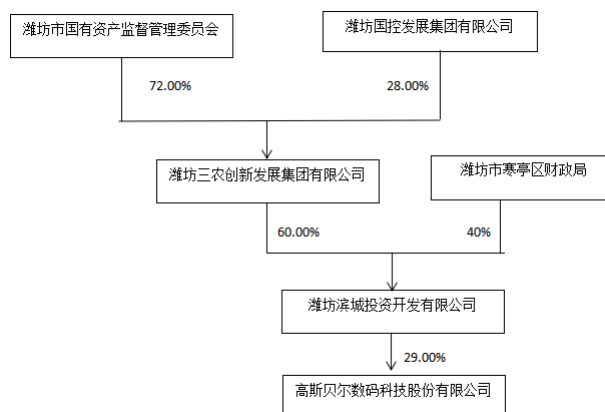 潍坊市国有资产监督管理委员会
潍坊国控发展集团有限公司
72.00%
28.00%
潍坊三农创新发展集团有限公司
潍坊市寒亭区财政局
60.00%
40%
潍坊滨城投资开发有限公司
29.00%
高斯贝尔数码科技股份有限公司